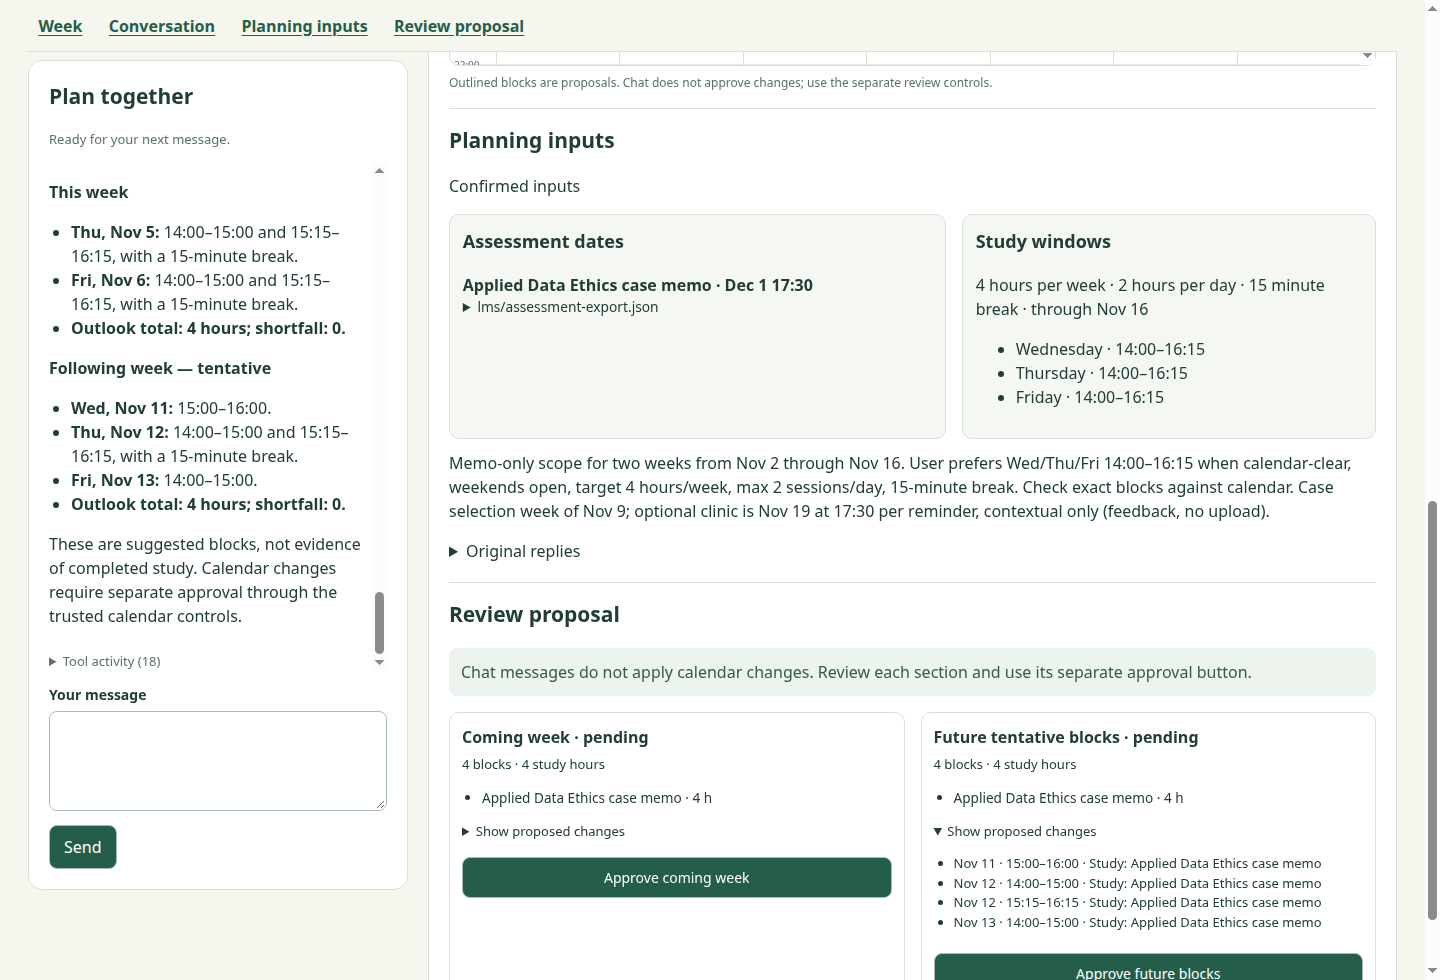 Week Conversation Planning inputs Review proposal
Plan together
Ready for your next message.
This week
Thu, Nov 5: 14:00–15:00 and 15:15–
16:15, with a 15-minute break.
Fri, Nov 6: 14:00–15:00 and 15:15–
16:15, with a 15-minute break.
Outlook total: 4 hours; shortfall: 0.
Following week — tentative
Wed, Nov 11: 15:00–16:00.
Thu, Nov 12: 14:00–15:00 and 15:15–
16:15, with a 15-minute break.
Fri, Nov 13: 14:00–15:00.
Outlook total: 4 hours; shortfall: 0.
These are suggested blocks, not evidence
of completed study. Calendar changes
require separate approval through the
trusted calendar controls.
Tool activity (18)
Your message
Send
Outlined blocks are proposals. Chat does not approve changes; use the separate review controls.
Planning inputs
Confirmed inputs
Assessment dates
Applied Data Ethics case memo · Dec 1 17:30
lms/assessment-export.json
Study windows
4 hours per week · 2 hours per day · 15 minute
break · through Nov 16
Wednesday · 14:00–16:15
Thursday · 14:00–16:15
Friday · 14:00–16:15
Memo-only scope for two weeks from Nov 2 through Nov 16. User prefers Wed/Thu/Fri 14:00–16:15 when calendar-clear,
weekends open, target 4 hours/week, max 2 sessions/day, 15-minute break. Check exact blocks against calendar. Case
selection week of Nov 9; optional clinic is Nov 19 at 17:30 per reminder, contextual only (feedback, no upload).
Original replies
Review proposal
Chat messages do not apply calendar changes. Review each section and use its separate approval button.
Coming week · pending
4 blocks · 4 study hours
Applied Data Ethics case memo · 4 h
Show proposed changes
Approve coming week
Future tentative blocks · pending
4 blocks · 4 study hours
Applied Data Ethics case memo · 4 h
Show proposed changes
Nov 11 · 15:00–16:00 · Study: Applied Data Ethics case memo
Nov 12 · 14:00–15:00 · Study: Applied Data Ethics case memo
Nov 12 · 15:15–16:15 · Study: Applied Data Ethics case memo
Nov 13 · 14:00–15:00 · Study: Applied Data Ethics case memo
Approve future blocks